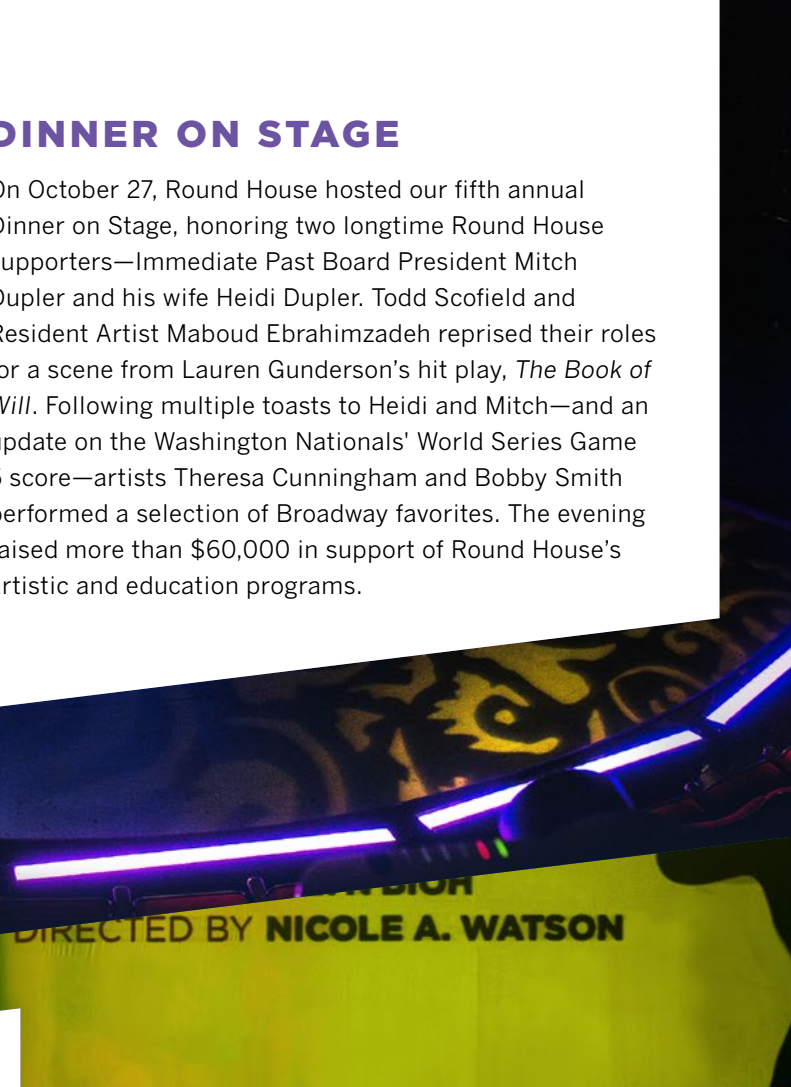 DINNER ON STAGE
On October 27, Round House hosted our fifth annual
Dinner on Stage, honoring two longtime Round House
supporters—Immediate Past Board President Mitch
Dupler and his wife Heidi Dupler. Todd Scofield and
Resident Artist Maboud Ebrahimzadeh reprised their roles
for a scene from Lauren Gunderson’s hit play, The Book of
Will. Following multiple toasts to Heidi and Mitch—and an
update on the Washington Nationals' World Series Game
5 score—artists Theresa Cunningham and Bobby Smith
performed a selection of Broadway favorites. The evening
raised more than $60,000 in support of Round House’s
artistic and education programs.
BIOH
DIRECTED BY NICOLE A. WATSON